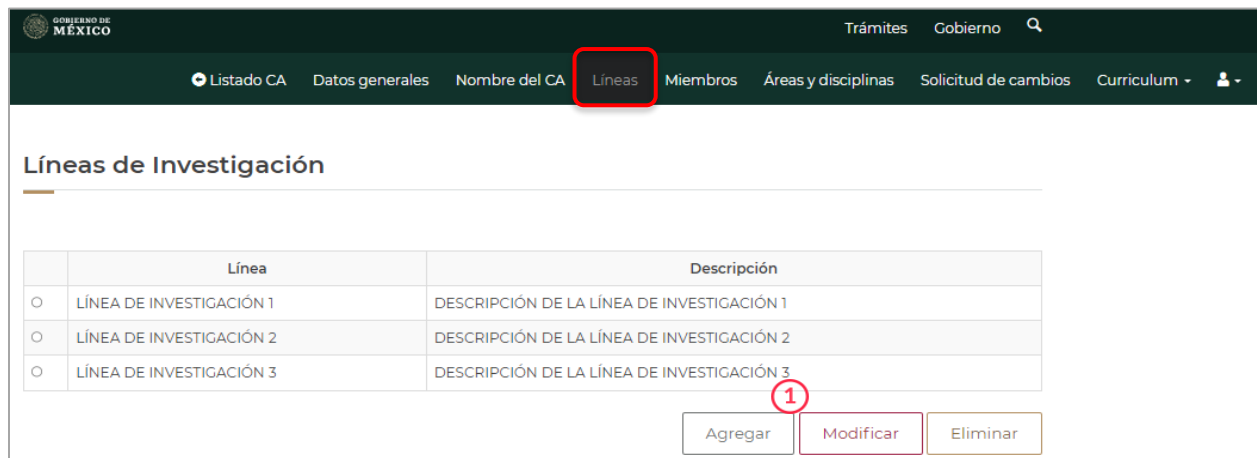 GOBIERNO DE
MÉXICO
Trámites Gobierno
Listado CA Datos generales Nombre del CA Líneas Miembros Áreas y disciplinas Solicitud de cambios Curriculum
Líneas de Investigación
Línea Descripción
LÍNEA DE INVESTIGACIÓN 1 DESCRIPCIÓN DE LA LÍNEA DE INVESTIGACIÓN 1
LÍNEA DE INVESTIGACIÓN 2 DESCRIPCIÓN DE LA LÍNEA DE INVESTIGACIÓN 2
LÍNEA DE INVESTIGACIÓN 3 DESCRIPCIÓN DE LA LÍNEA DE INVESTIGACIÓN 3
1
Agregar Modificar Eliminar